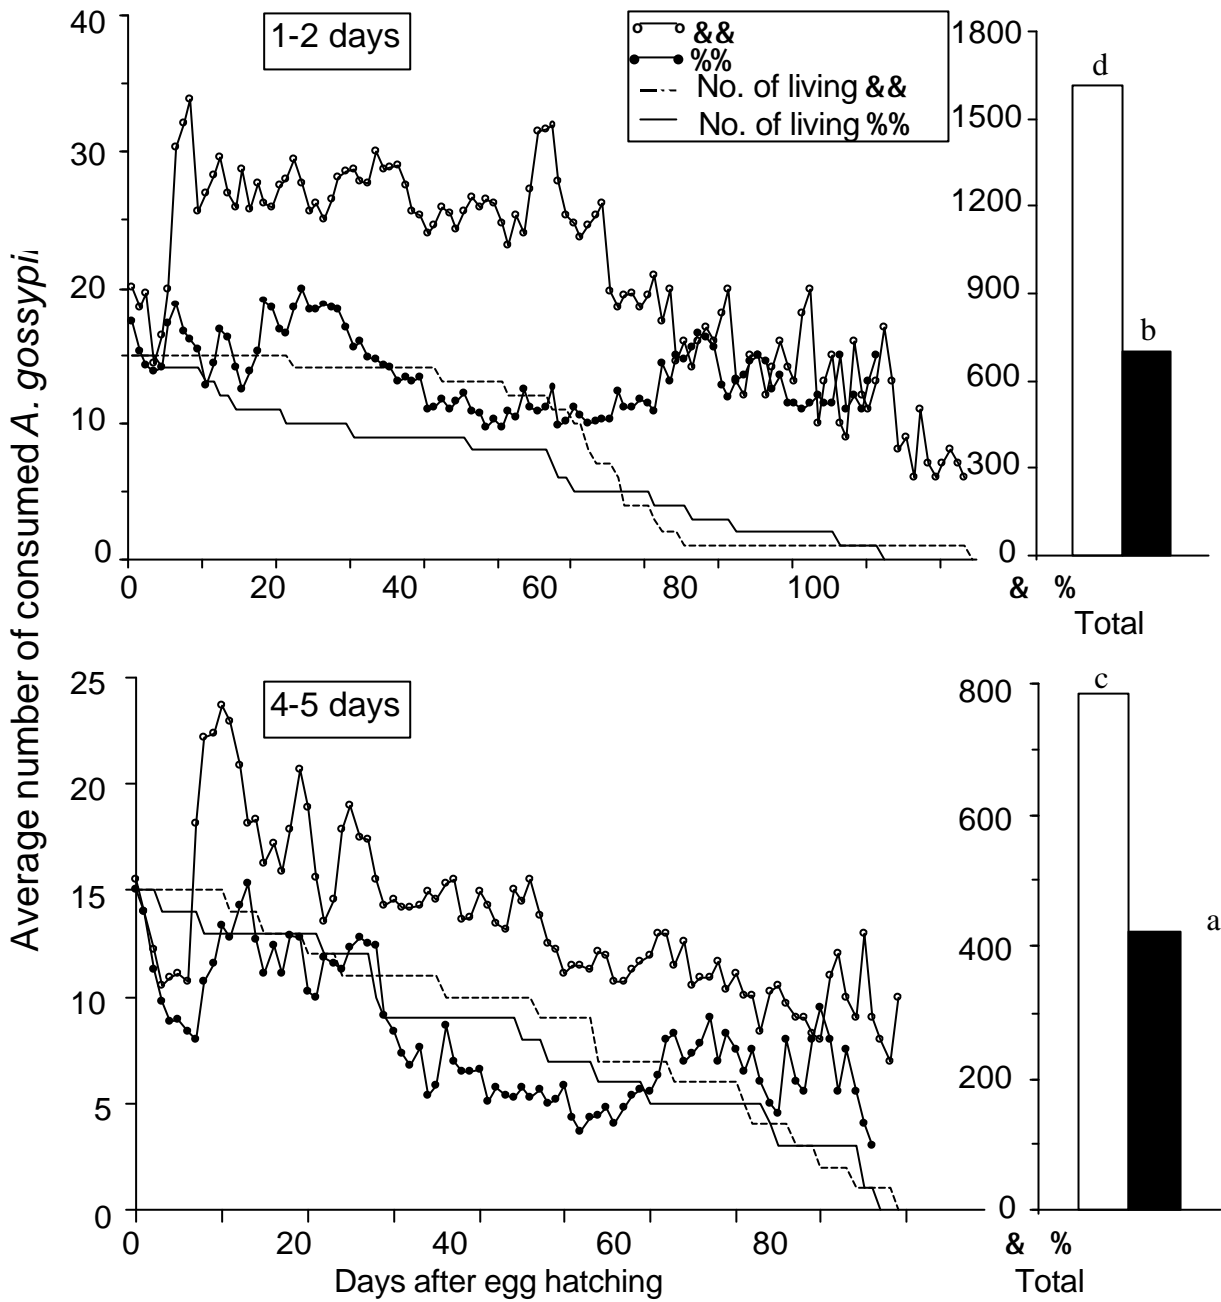 Average number of consumed A. gossypii
40
30
20
10
0
1-2 days
&&
%%
No. of living &&
No. of living %%
0 20 40 60 80 100
1800
1500
1200
900
600
300
0
d
b
& %
Total
25
20
15
10
5
0
4-5 days
0 20 40 60 80
Days after egg hatching
800
600
400
200
0
c
a
& %
Total